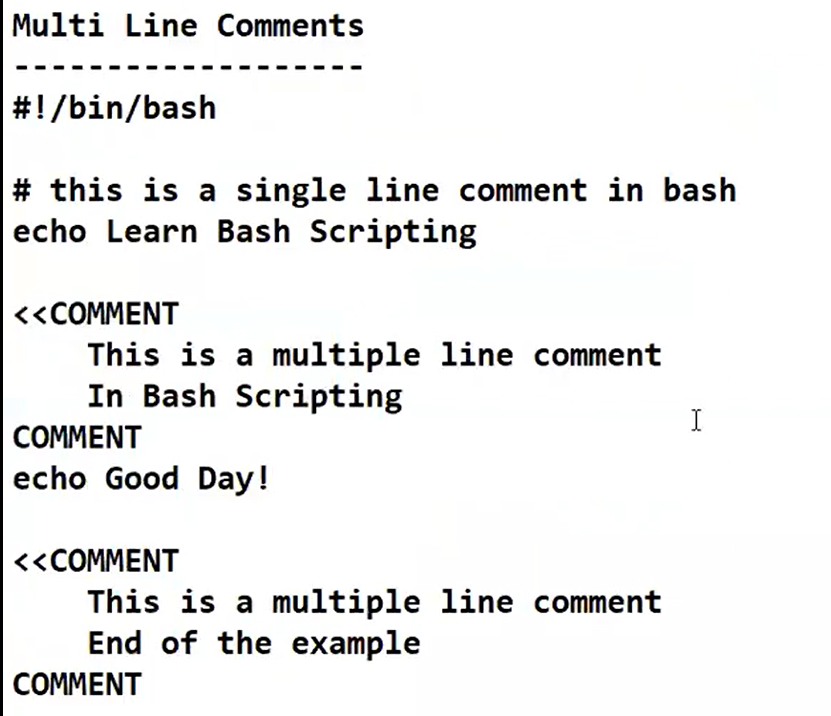 Multi Line Comments
-------------------
#!/bin/bash
# this is a single line comment in bash
echo Learn Bash Scripting
<<COMMENT
    This is a multiple line comment
    In Bash Scripting
COMMENT
echo Good Day!
<<COMMENT
    This is a multiple line comment
    End of the example
COMMENT